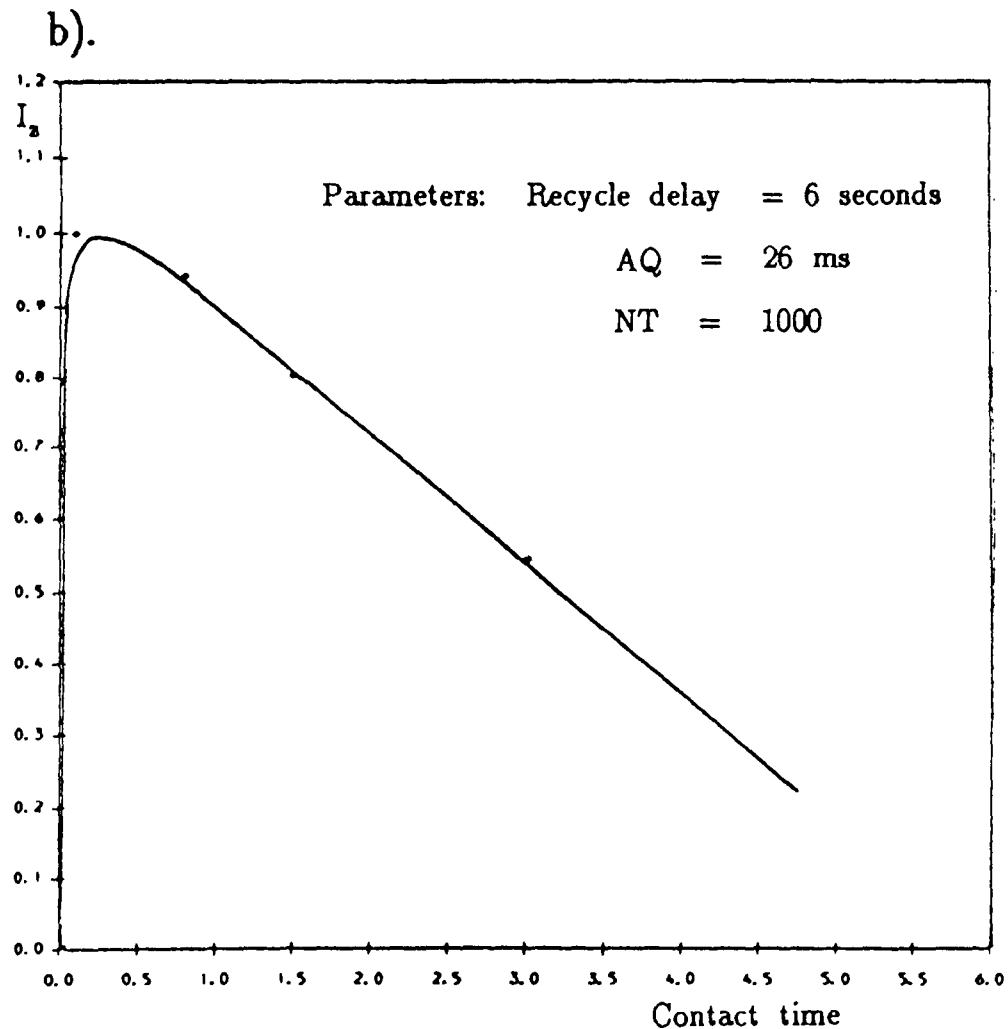 b).
1.2
I_z
1.1
1.0
0.9
0.8
0.7
0.6
0.5
0.4
0.3
0.2
0.1
0.0
Parameters: Recycle delay = 6 seconds
AQ = 26 ms
NT = 1000
0.0 0.5 1.0 1.5 2.0 2.5 3.0 3.5 4.0 4.5 5.0 5.5 6.0
Contact time